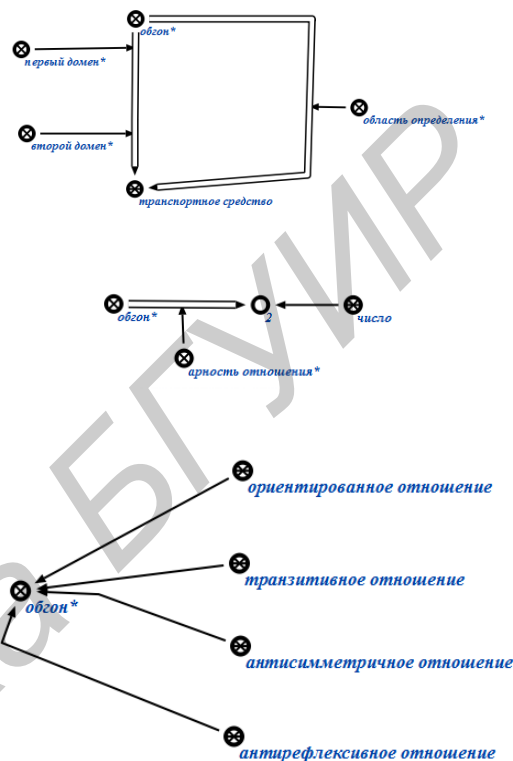 обгон*
первый домен*
область определения*
второй домен*
транспортное средство
обгон*
2
число
арность отношения*
ориентированное отношение
транзитивное отношение
обгон*
антисимметричное отношение
антирефлексивное отношение
а БГУИР